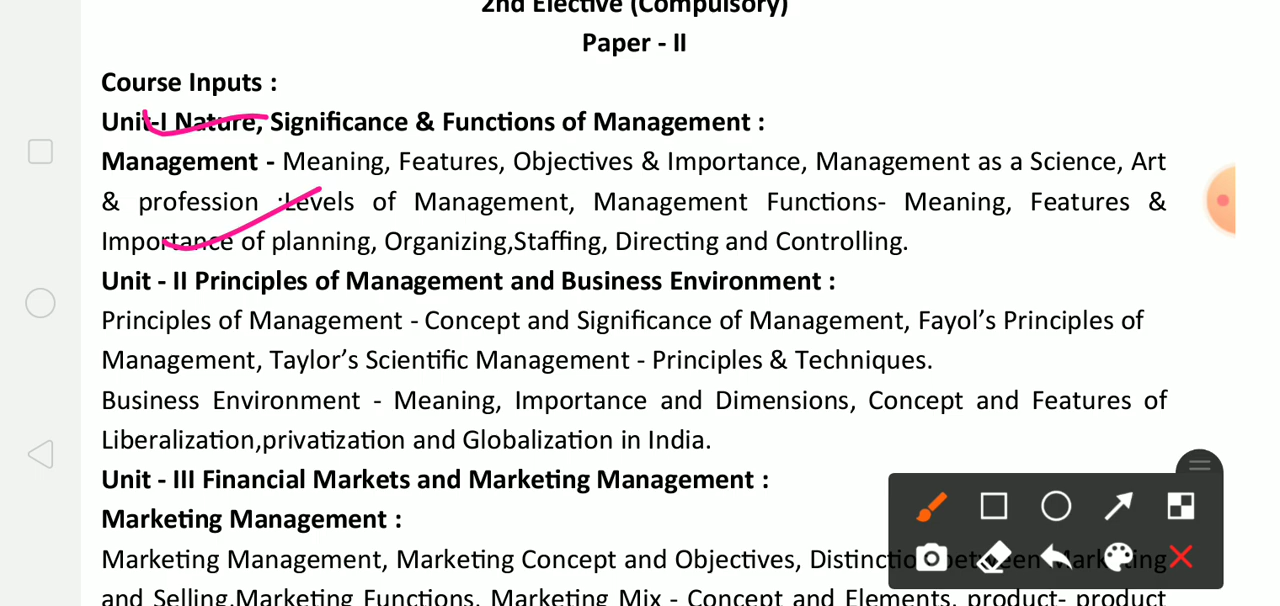 2nd Elective (Compulsory)
Paper - II
Course Inputs :
Unit-I Nature, Significance & Functions of Management :
Management - Meaning, Features, Objectives & Importance, Management as a Science, Art
& profession :Levels of Management, Management Functions- Meaning, Features &
Importance of planning, Organizing,Staffing, Directing and Controlling.
Unit - II Principles of Management and Business Environment :
Principles of Management - Concept and Significance of Management, Fayol’s Principles of
Management, Taylor’s Scientific Management - Principles & Techniques.
Business Environment - Meaning, Importance and Dimensions, Concept and Features of
Liberalization,privatization and Globalization in India.
Unit - III Financial Markets and Marketing Management :
Marketing Management :
Marketing Management, Marketing Concept and Objectives, Distinction between Marketing
and Selling,Marketing Functions, Marketing Mix - Concept and Elements, product- product